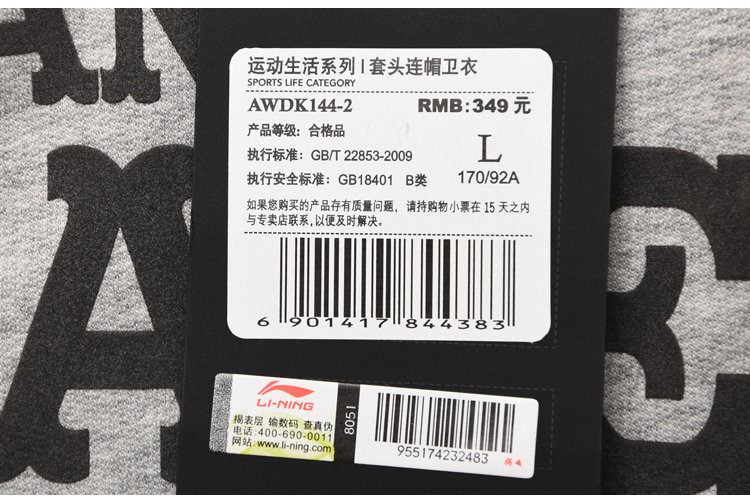 AN
A
E
运动生活系列 | 套头连帽卫衣
SPORTS LIFE CATEGORY
AWDK144-2 RMB: 349 元
产品等级: 合格品
执行标准: GB/T 22853-2009
L
执行安全标准: GB18401 B类
170/92A
如果您购买的产品存有质量问题, 请持购物小票在 15 天之内
与专卖店联系, 以便及时解决。
6 901417 844383
LI-NING
揭表层 输数码 查真伪
电话: 400-690-0011
网站: www.li-ning.com
8051
955174232483